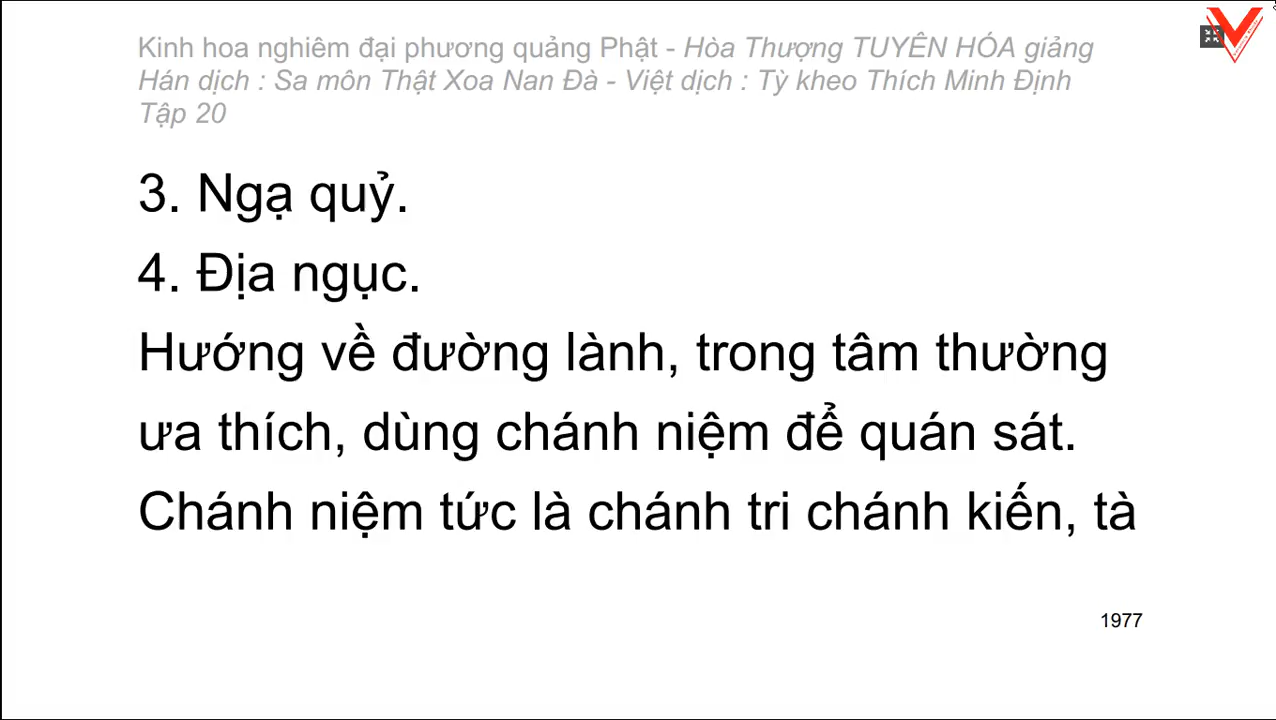 Kinh hoa nghiêm đại phương quảng Phật - Hòa Thượng TUYÊN HÓA giảng
Hán dịch : Sa môn Thật Xoa Nan Đà - Việt dịch : Tỳ kheo Thích Minh Định
Tập 20
3. Ngạ quỷ.
4. Địa ngục.
Hướng về đường lành, trong tâm thường
ưa thích, dùng chánh niệm để quán sát.
Chánh niệm tức là chánh tri chánh kiến, tà
1977